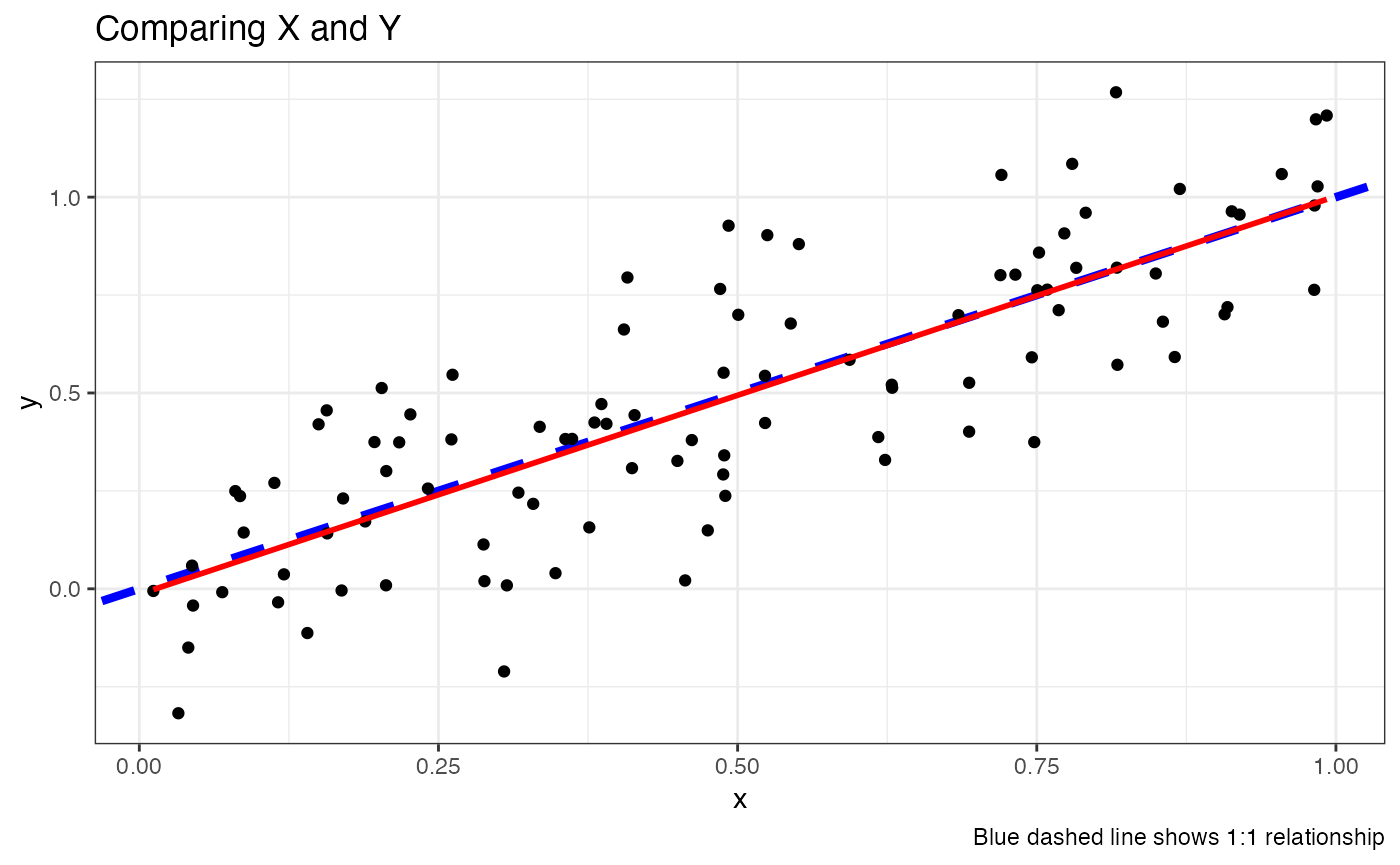 Comparing X and Y
1.0
0.5
0.0
y
0.00 0.25 0.50 0.75 1.00
x
Blue dashed line shows 1:1 relationship